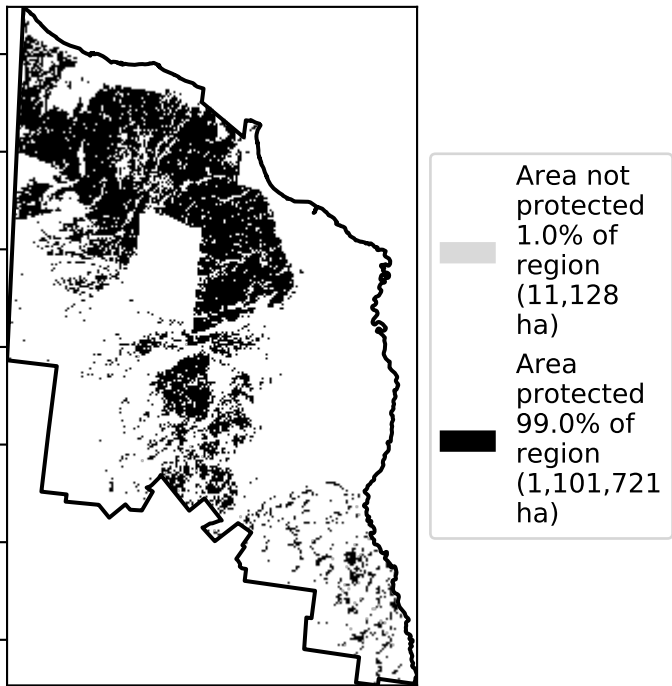 Area not
protected
1.0% of
region
(11,128
ha)
Area
protected
99.0% of
region
(1,101,721
ha)